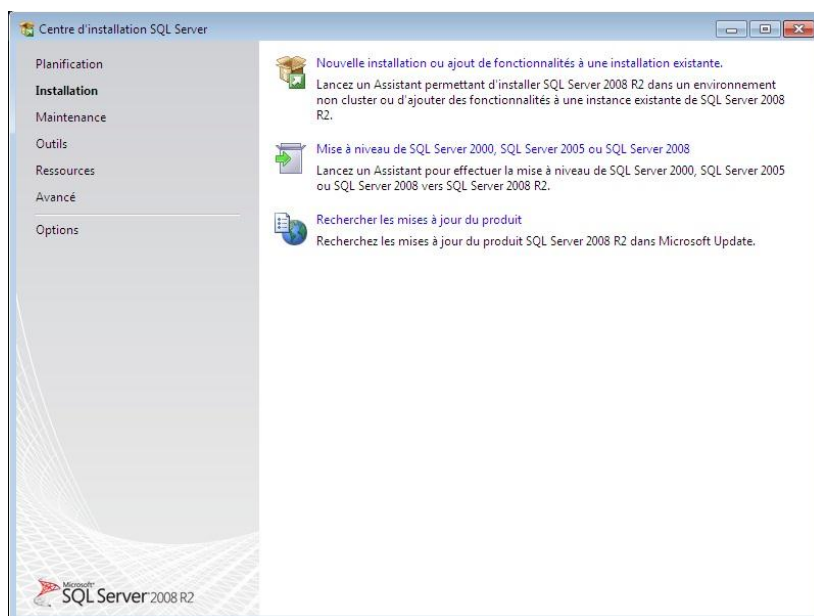 Centre d'installation SQL Server
Planification
Installation
Maintenance
Outils
Ressources
Avancé
Options
Nouvelle installation ou ajout de fonctionnalités à une installation existante.
Lancez un Assistant permettant d'installer SQL Server 2008 R2 dans un environnement
non cluster ou d'ajouter des fonctionnalités à une instance existante de SQL Server 2008
R2.
Mise à niveau de SQL Server 2000, SQL Server 2005 ou SQL Server 2008
Lancez un Assistant pour effectuer la mise à niveau de SQL Server 2000, SQL Server 2005
ou SQL Server 2008 vers SQL Server 2008 R2.
Rechercher les mises à jour du produit
Recherchez les mises à jour du produit SQL Server 2008 R2 dans Microsoft Update.
Microsoft
SQL Server 2008 R2